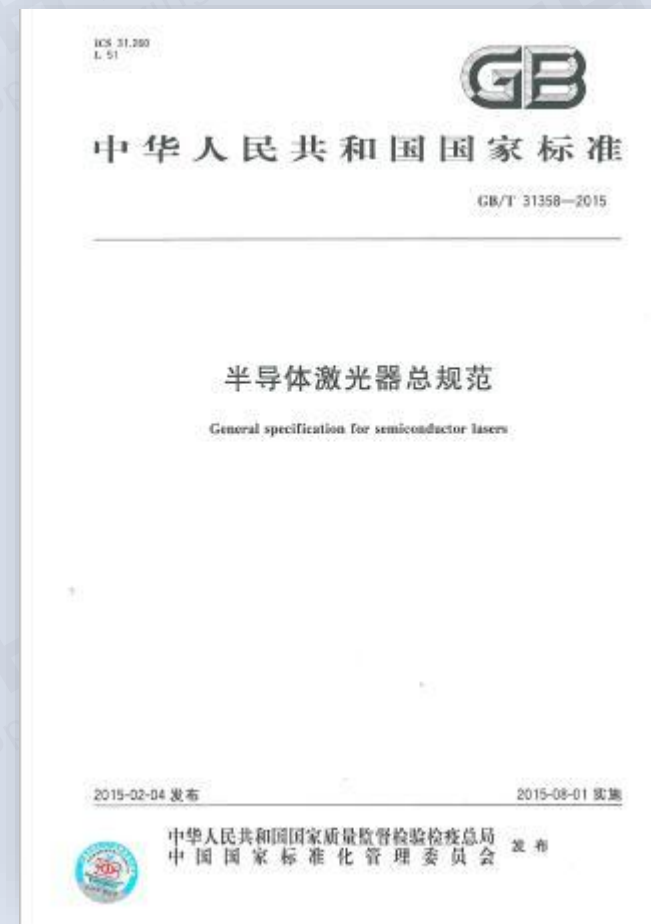 ICS 31.260
L 51
GB
中华人民共和国国家标准
GB/T 31358—2015
半导体激光器总规范
General specification for semiconductor lasers
2015-02-04 发布
2015-08-01 实施
中华人民共和国国家质量监督检验检疫总局
中国国家标准化管理委员会
发布